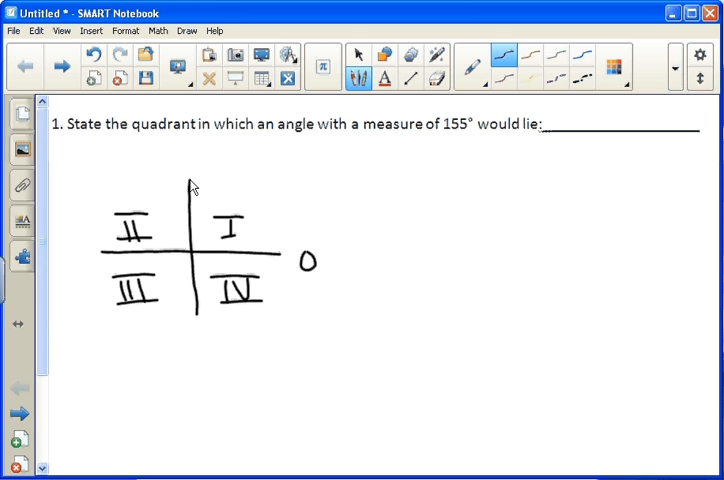 Untitled * - SMART Notebook
File Edit View Insert Format Math Draw Help
π
A
A
1. State the quadrant in which an angle with a measure of 155° would lie:
II I
0
III IV